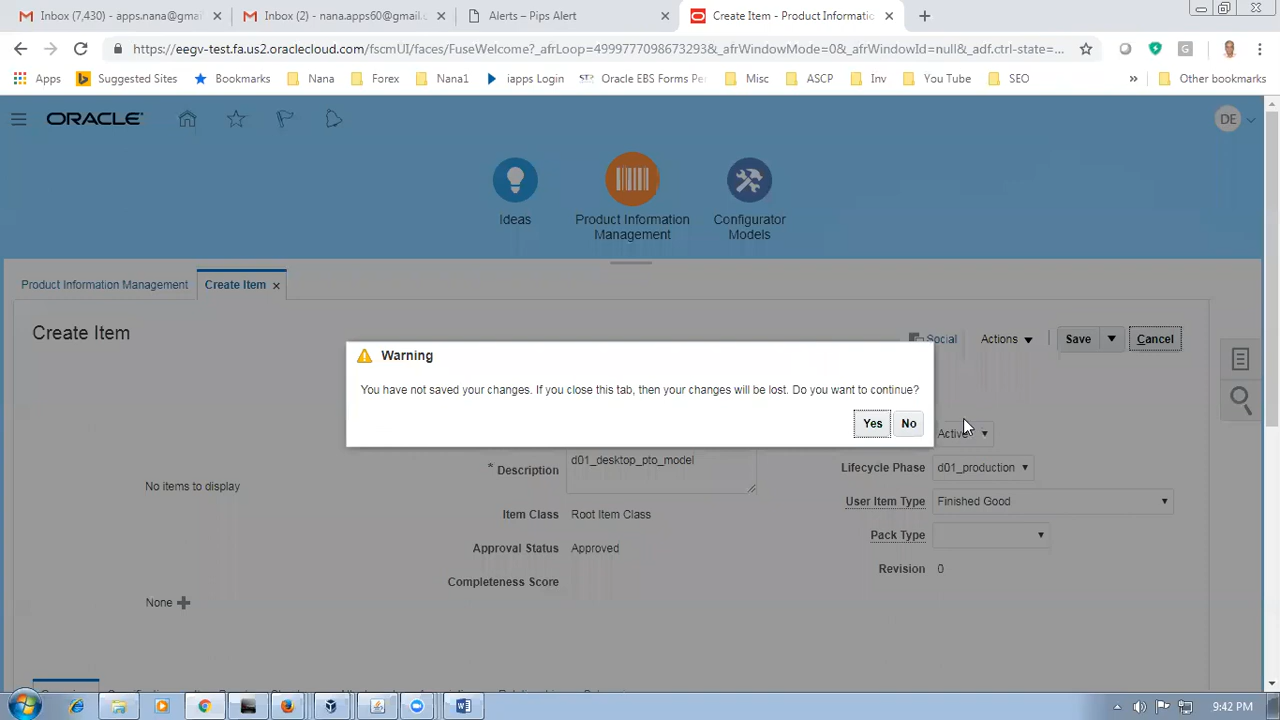 Inbox (7,430) - apps.nana@gma
Inbox (2) - nana.apps60@gmail.c
Alerts – Pips Alert
Create Item - Product Informatic
https://eegv-test.fa.us2.oraclecloud.com/fscmUI/faces/FuseWelcome?_afrLoop=49997770986732​93&_afrWindowMode=0&_afrWindowId=null&_adf.ctrl-state=...
Apps
Suggested Sites
Bookmarks
Nana
Forex
Nana1
iapps Login
Oracle EBS Forms Pe
Misc
ASCP
Inv
You Tube
SEO
Other bookmarks
ORACLE
DE
Ideas
Product Information
Management
Configurator
Models
Product Information Management
Create Item
Create Item
Social
Actions
Save
Cancel
Warning
You have not saved your changes. If you close this tab, then your changes will be lost. Do you want to continue?
Yes
No
Active
* Description
d01_desktop_pto_model
Lifecycle Phase
d01_production
No items to display
User Item Type
Finished Good
Item Class
Root Item Class
Pack Type
Approval Status
Approved
Revision
0
Completeness Score
None
9:42 PM